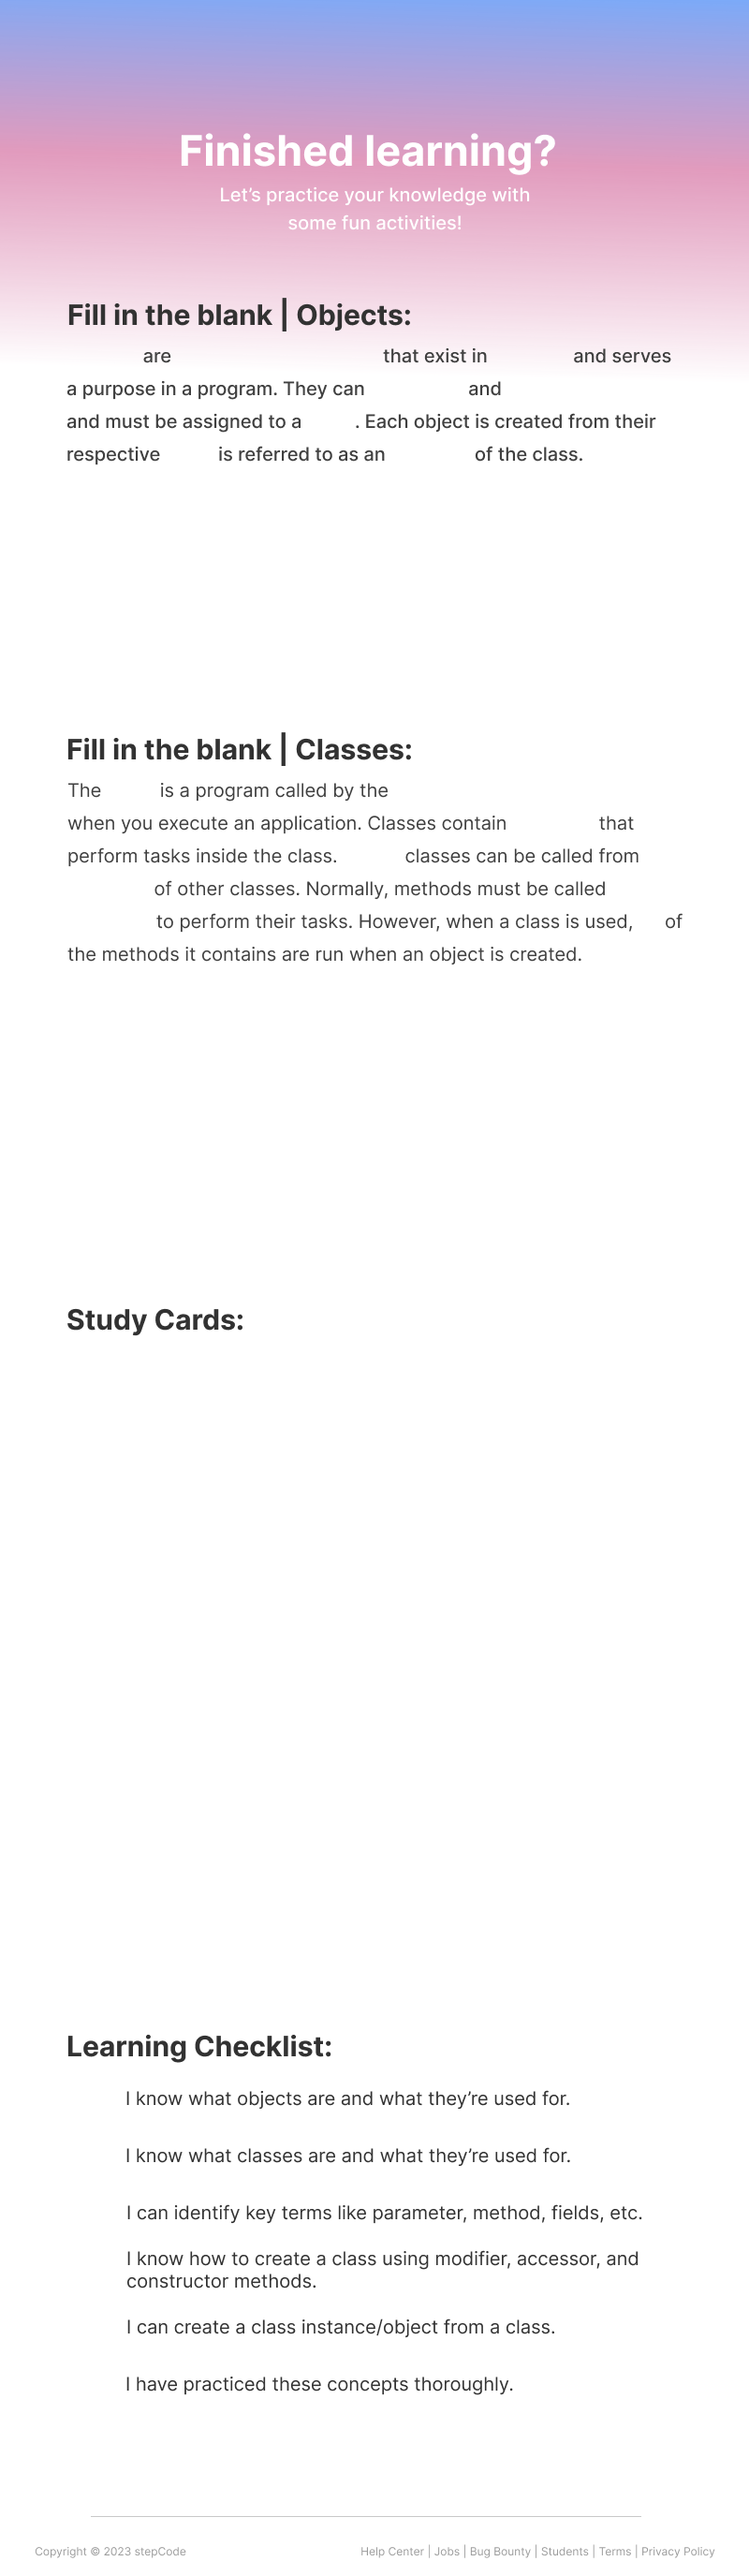 Finished learning?
Let’s practice your knowledge with
some fun activities!
Fill in the blank | Objects:
are that exist in and serves
a purpose in a program. They can and
and must be assigned to a . Each object is created from their
respective is referred to as an of the class.
Fill in the blank | Classes:
The is a program called by the
when you execute an application. Classes contain that
perform tasks inside the class. classes can be called from
of other classes. Normally, methods must be called
to perform their tasks. However, when a class is used, of
the methods it contains are run when an object is created.
Study Cards:
Learning Checklist:
I know what objects are and what they’re used for.
I know what classes are and what they’re used for.
I can identify key terms like parameter, method, fields, etc.
I know how to create a class using modifier, accessor, and
constructor methods.
I can create a class instance/object from a class.
I have practiced these concepts thoroughly.
Copyright © 2023 stepCode Help Center | Jobs | Bug Bounty | Students | Terms | Privacy Policy